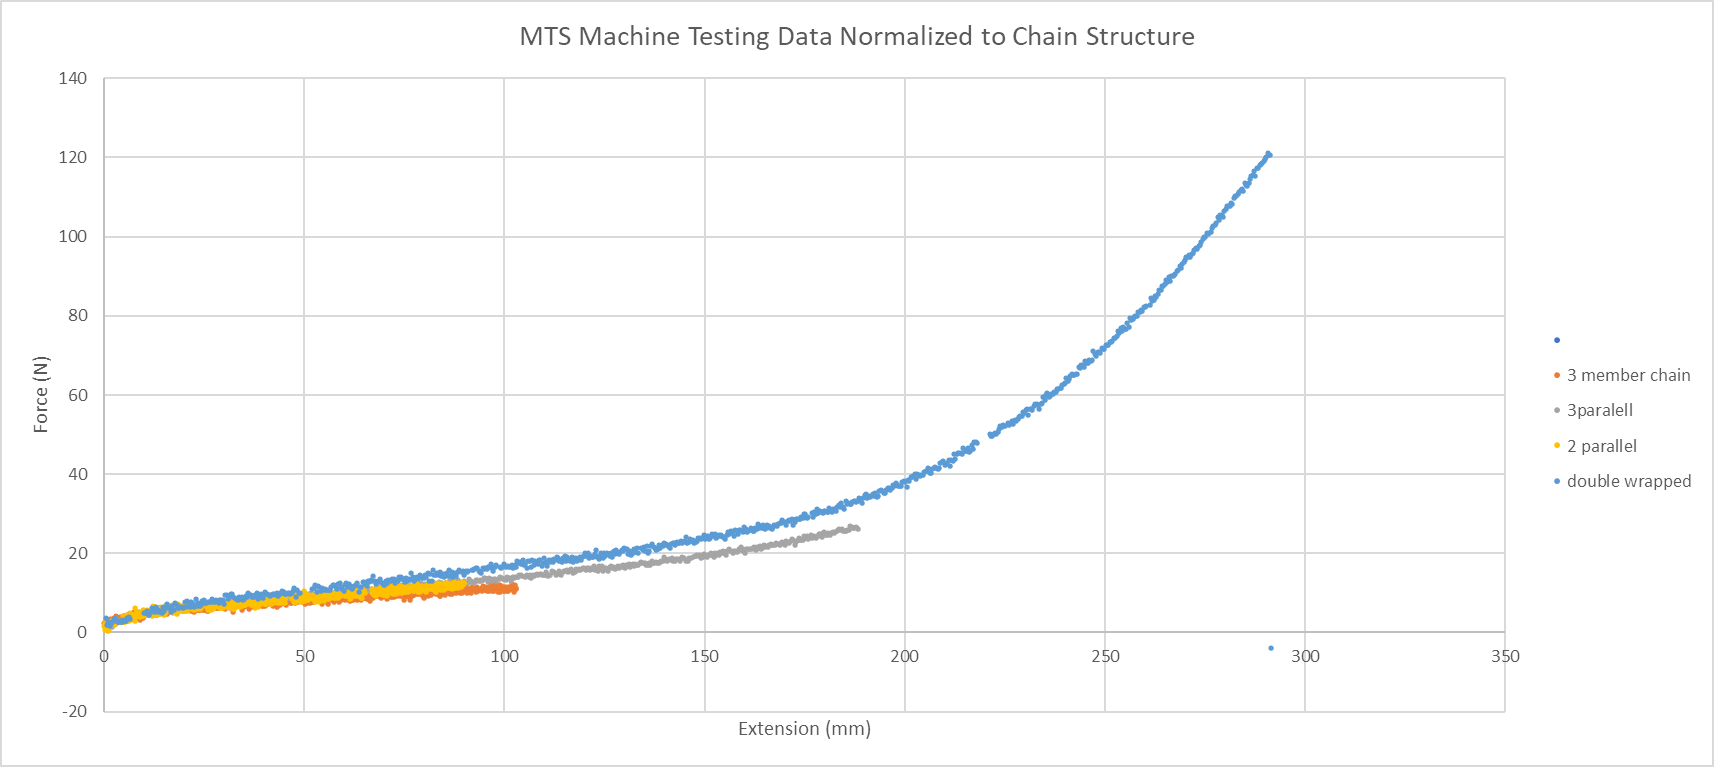 MTS Machine Testing Data Normalized to Chain Structure
140
120
100
80
60
40
20
0
-20
0 50 100 150 200 250 300 350
Force (N)
Extension (mm)
3 member chain
3paralell
2 parallel
double wrapped